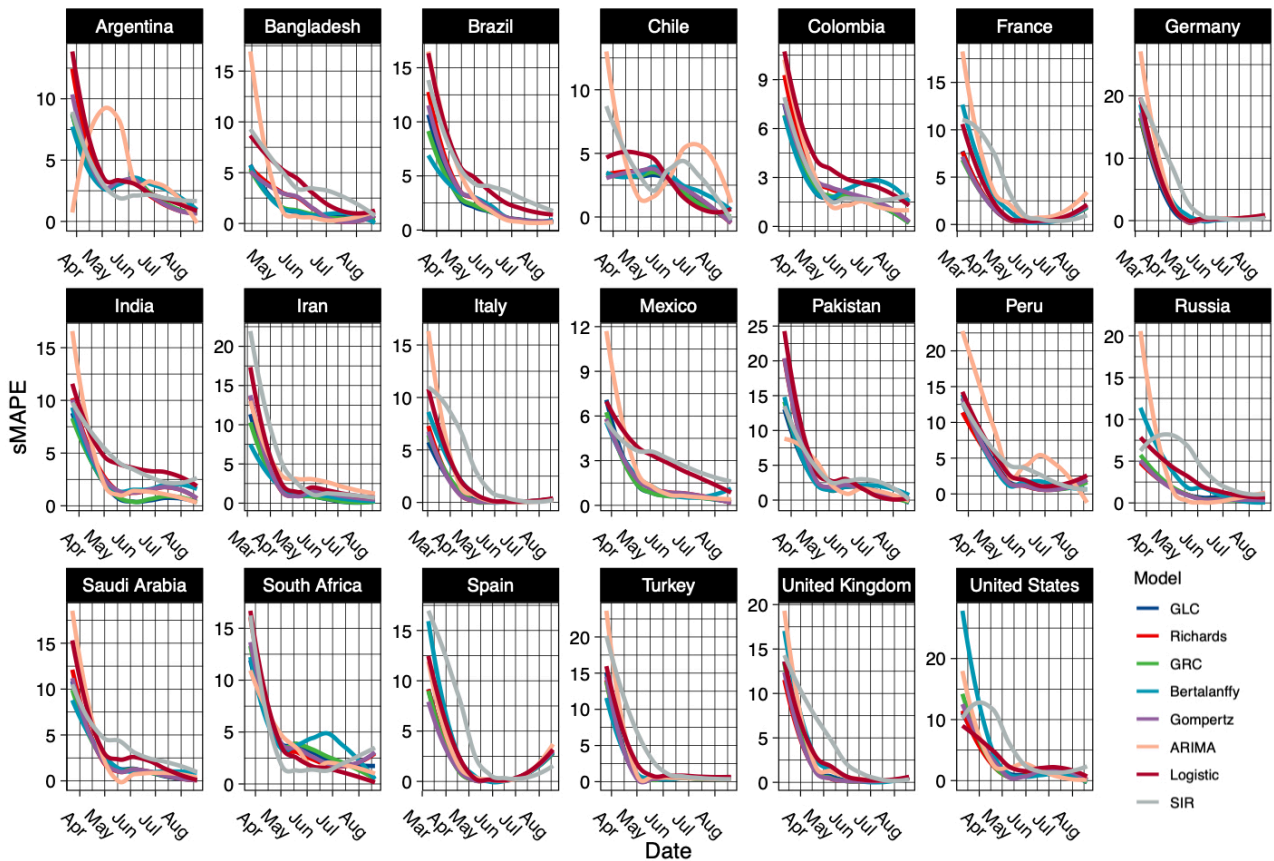 Argentina Bangladesh Brazil Chile Colombia France Germany
10 5 0
15 10 5 0
15 10 5 0
10 5 0
9 6 3 0
15 10 5 0
20 10 0
Apr May Jun Jul Aug
May Jun Jul Aug
Apr May Jun Jul Aug
Apr May Jun Jul Aug
Apr May Jun Jul Aug
Mar Apr May Jun Jul Aug
Mar Apr May Jun Jul Aug
sMAPE
India Iran Italy Mexico Pakistan Peru Russia
15 10 5 0
20 15 10 5 0
15 10 5 0
12 9 6 3 0
25 20 15 10 5 0
20 15 10 5 0
20 15 10 5 0
Apr May Jun Jul Aug
Apr May Jun Jul Aug
Mar Apr May Jun Jul Aug
Apr May Jun Jul Aug
Apr May Jun Jul Aug
Apr May Jun Jul Aug
Apr May Jun Jul Aug
Saudi Arabia South Africa Spain Turkey United Kingdom United States
15 10 5 0
15 10 5 0
15 10 5 0
20 15 10 5 0
20 15 10 5 0
20 10 0
Apr May Jun Jul Aug
Apr May Jun Jul Aug
Mar Apr May Jun Jul Aug
Apr May Jun Jul Aug
Apr May Jun Jul Aug
Apr May Jun Jul Aug
Date
Model
GLC
Richards
GRC
Bertalanffy
Gompertz
ARIMA
Logistic
SIR